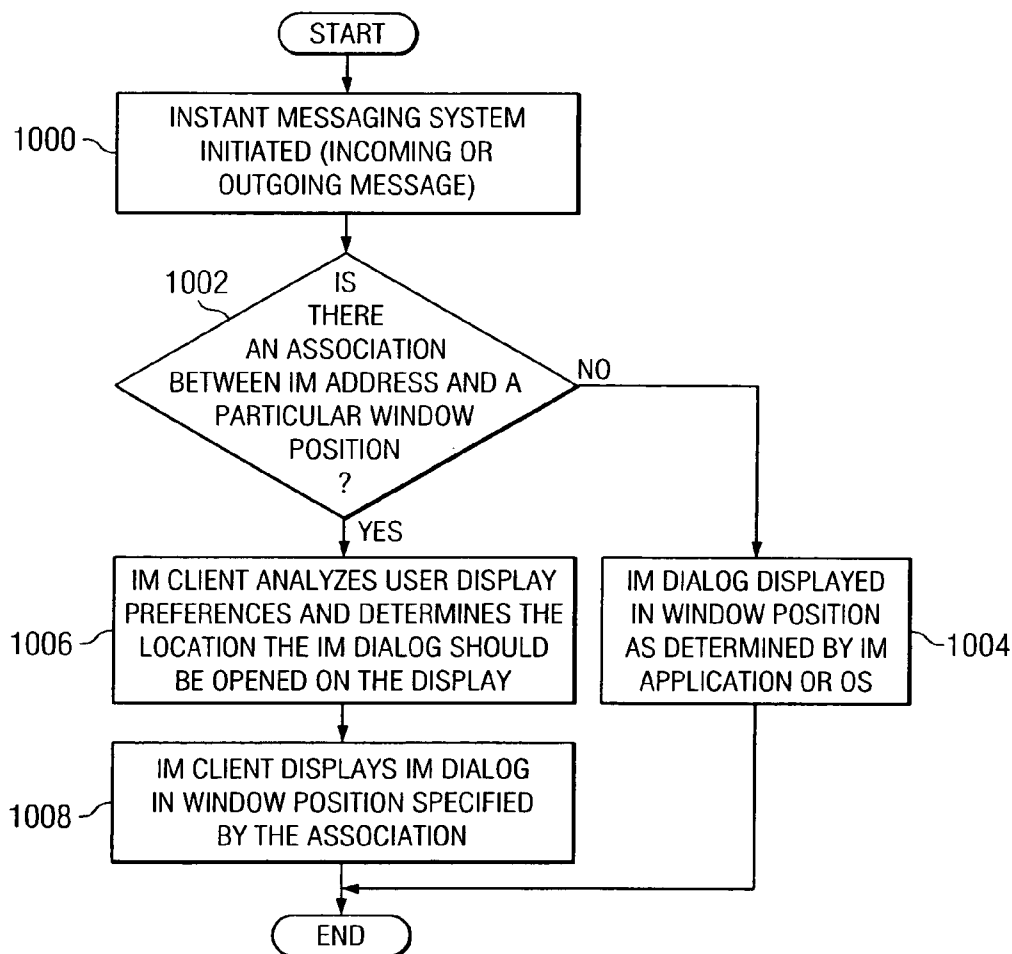 START
1000
INSTANT MESSAGING SYSTEM
INITIATED (INCOMING OR
OUTGOING MESSAGE)
1002
IS
THERE
AN ASSOCIATION
BETWEEN IM ADDRESS AND A
PARTICULAR WINDOW
POSITION
?
NO
YES
1006
IM CLIENT ANALYZES USER DISPLAY
PREFERENCES AND DETERMINES THE
LOCATION THE IM DIALOG SHOULD
BE OPENED ON THE DISPLAY
IM DIALOG DISPLAYED
IN WINDOW POSITION
AS DETERMINED BY IM
APPLICATION OR OS
1004
1008
IM CLIENT DISPLAYS IM DIALOG
IN WINDOW POSITION SPECIFIED
BY THE ASSOCIATION
END